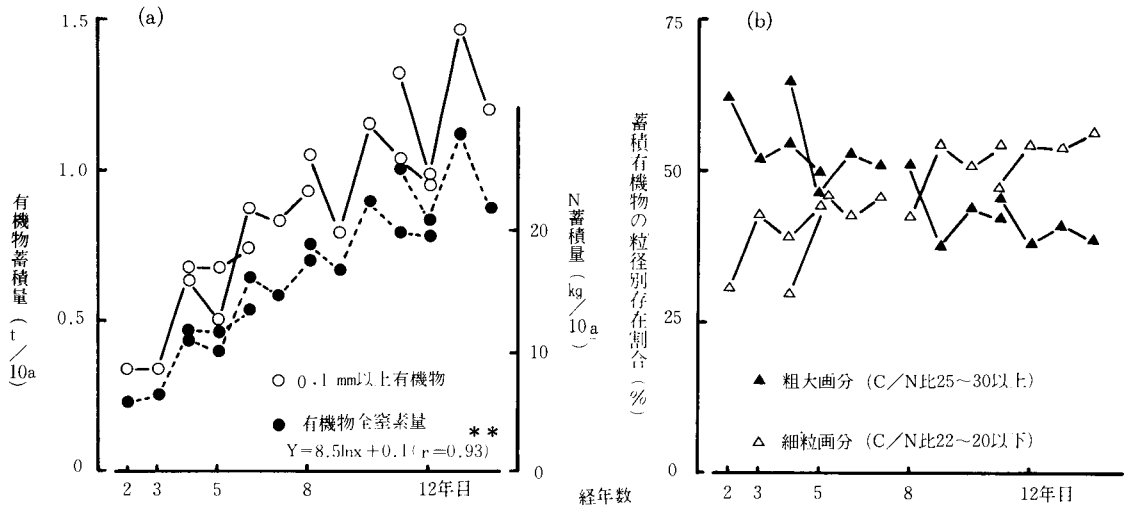 (a)
1.5
1.0
0.5
0
有機物蓄積量(t/10a)
20
10
0
N蓄積量(kg/10a)
○ 0.1mm以上有機物
● 有機物全窒素量
**
Y=8.5lnx+0.1(r=0.93)
2 3 5 8 12年目
経年数
(b)
75
50
25
0
蓄積有機物の粒径別存在割合(%)
▲ 粗大画分(C/N比25~30以上)
△ 細粒画分(C/N比22~20以下)
2 3 5 8 12年目